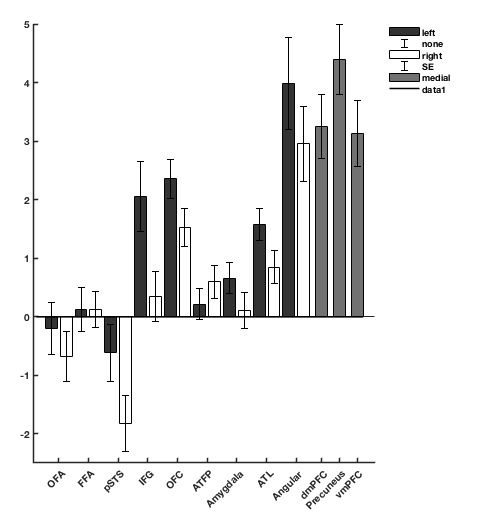 5
4
3
2
1
0
-1
-2
OFA
FFA
pSTS
IFG
OFC
ATFP
Amygdala
ATL
Angular
dmPFC
Precuneus
vmPFC
left
none
right
SE
medial
data1